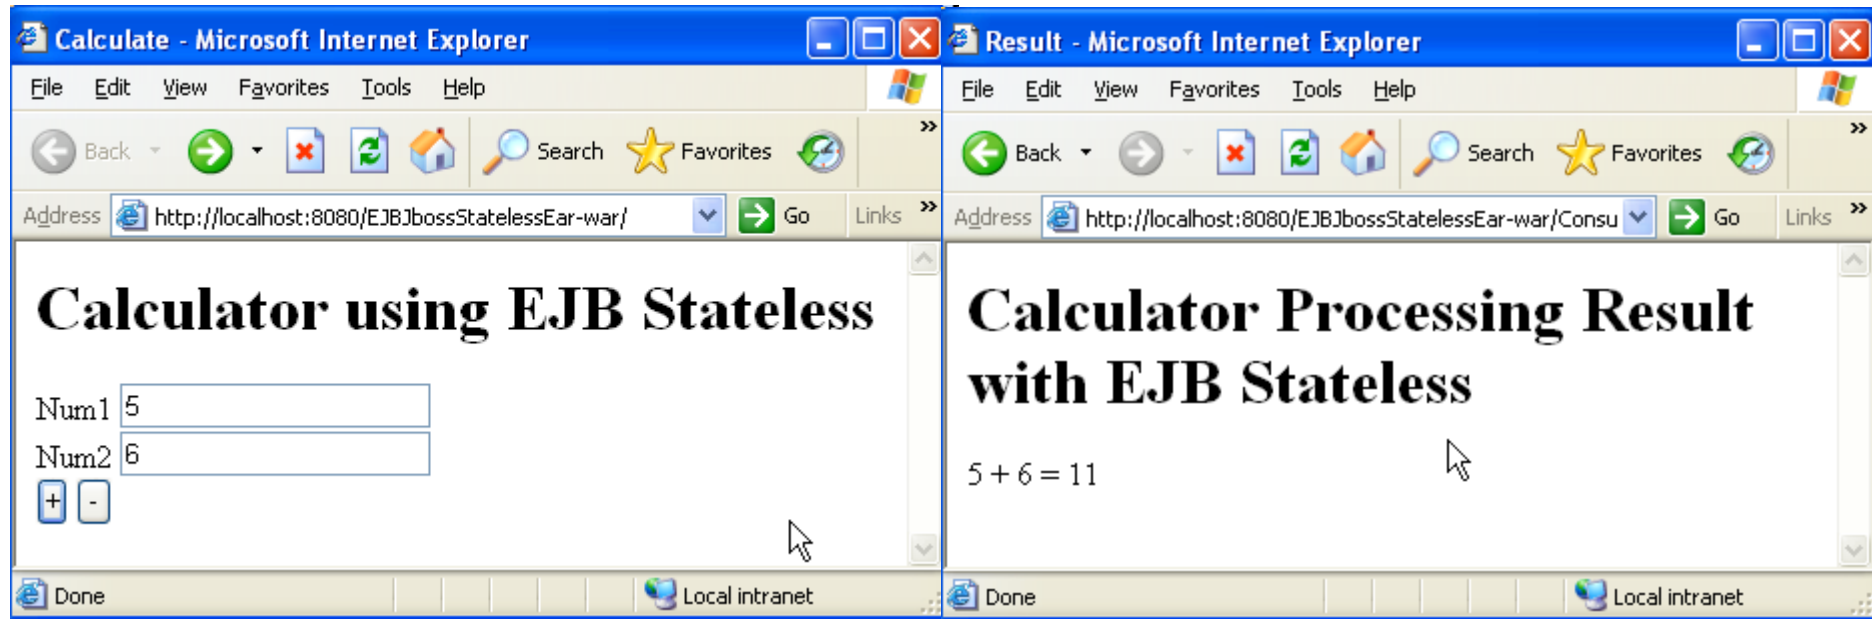 Calculate - Microsoft Internet Explorer
File Edit View Favorites Tools Help
Back Search Favorites »
Address http://localhost:8080/EJBJbossStatelessEar-war/ Go Links »
Calculator using EJB Stateless
Num1 5
Num2 6
+ -
Done Local intranet
Result - Microsoft Internet Explorer
File Edit View Favorites Tools Help
Back Search Favorites »
Address http://localhost:8080/EJBJbossStatelessEar-war/Consu Go Links »
Calculator Processing Result
with EJB Stateless
5 + 6 = 11
Done Local intranet